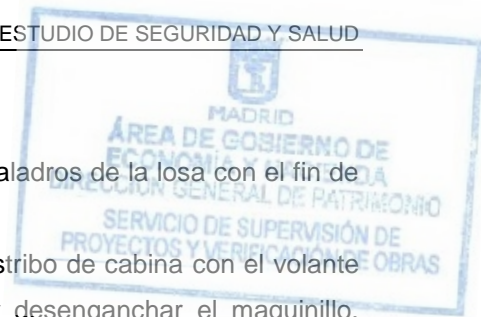 ESTUDIO DE SEGURIDAD Y SALUD
MADRID
ÁREA DE GOBIERNO DE
ECONOMÍA Y HACIENDA
DIRECCIÓN GENERAL DE PATRIMONIO
SERVICIO DE SUPERVISIÓN DE
PROYECTOS Y VERIFICACIÓN DE OBRAS
aladros de la losa con el fin de
stribo de cabina con el volante
desenganchar el maquinillo.